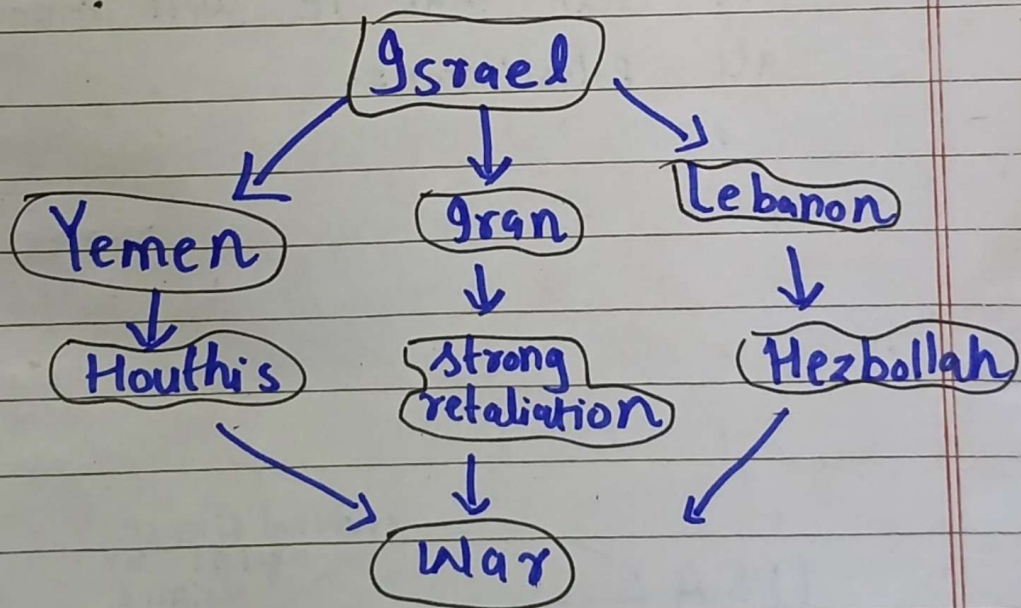 Israel
Yemen
Iran
Lebanon
Houthis
strong
retaliation
Hezbollah
War